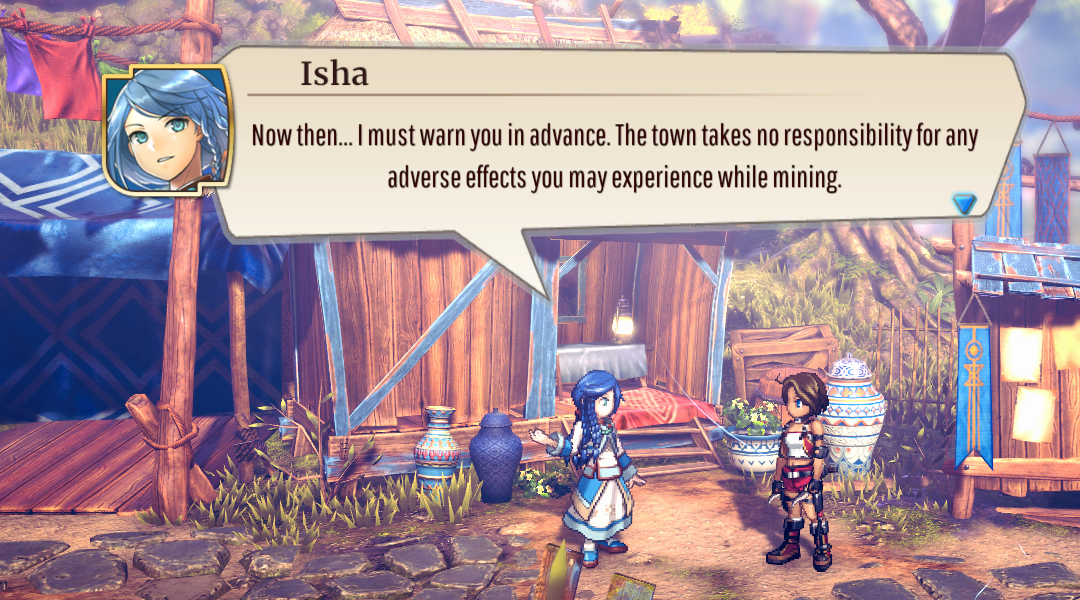 Isha
Now then... I must warn you in advance. The town takes no responsibility for any
adverse effects you may experience while mining.